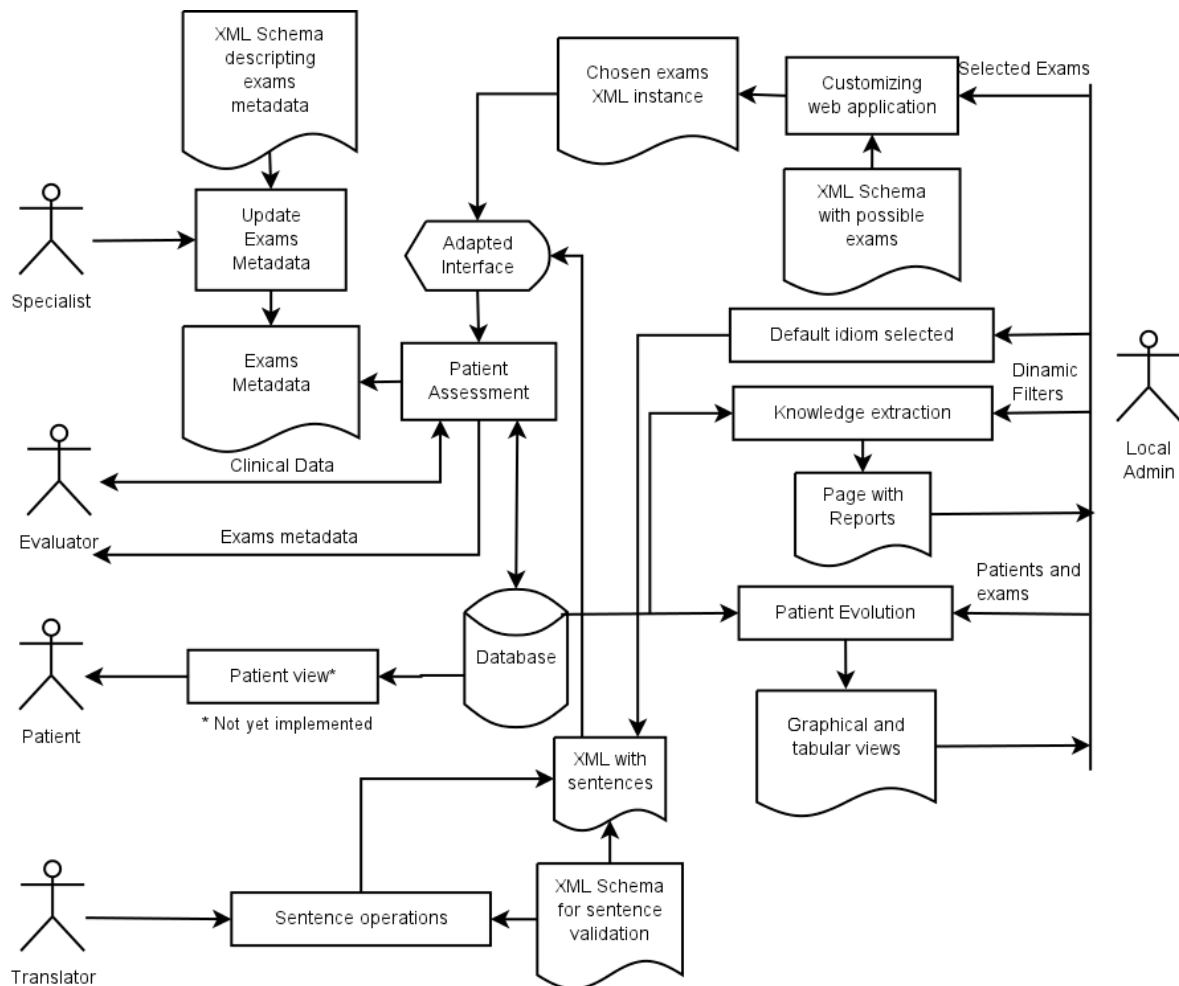 XML Schema
descripting
exams
metadata
Chosen exams
XML instance
Customizing
web application
Selected Exams
XML Schema
with possible
exams
Update
Exams
Metadata
Adapted
Interface
Specialist
Default idiom selected
Exams
Metadata
Patient
Assessment
Dinamic
Filters
Knowledge extraction
Local
Admin
Clinical Data
Page with
Reports
Evaluator
Exams metadata
Patients and
exams
Patient Evolution
Database
Patient view*
* Not yet implemented
Patient
Graphical and
tabular views
XML with
sentences
XML Schema
for sentence
validation
Sentence operations
Translator